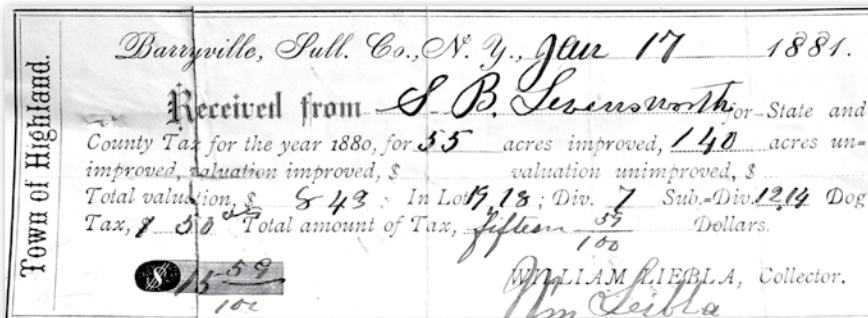 Town of Highland.
Barryville, Sull. Co., N. Y., Jan 17 1881.
Received from S. B. Levensworth for State and
County Tax for the year 1880, for 55 acres improved, 140 acres un-
improved, valuation improved, $ valuation unimproved, $
Total valuation, $ 843 In Lot 19, 18; Div. 7 Sub.-Div. 12, 14 Dog
Tax, $ 50 Total amount of Tax, fifteen 59/100 Dollars.
$ 15 59/100 WILLIAM LIEBLA, Collector.
Wm Leibla